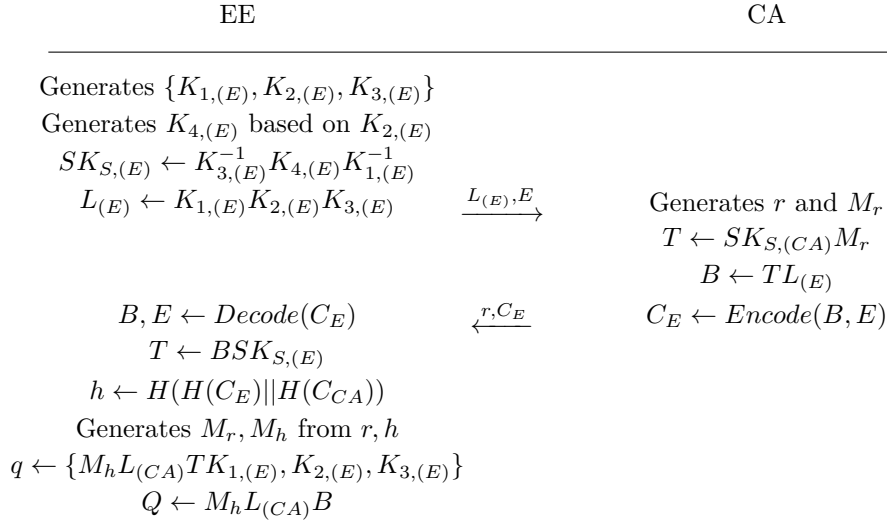 EE CA
Generates {K_{1,(E)}, K_{2,(E)}, K_{3,(E)}}
Generates K_{4,(E)} based on K_{2,(E)}
SK_{S,(E)} ← K_{3,(E)}^{-1} K_{4,(E)} K_{1,(E)}^{-1}
L_{(E)} ← K_{1,(E)} K_{2,(E)} K_{3,(E)} L_{(E)}, E ⟶ Generates r and M_r
T ← SK_{S,(CA)} M_r
B ← T L_{(E)}
B, E ← Decode(C_E) r, C_E ⟵ C_E ← Encode(B, E)
T ← B SK_{S,(E)}
h ← H(H(C_E)||H(C_{CA}))
Generates M_r, M_h from r, h
q ← {M_h L_{(CA)} T K_{1,(E)}, K_{2,(E)}, K_{3,(E)}}
Q ← M_h L_{(CA)} B